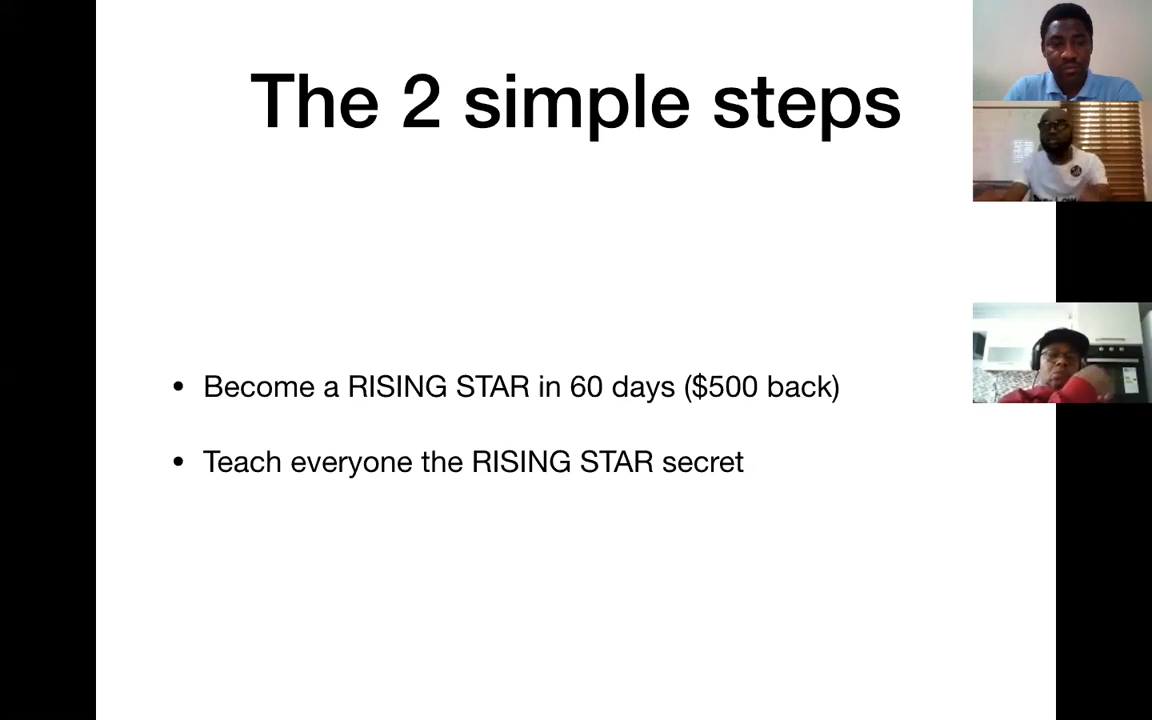 The 2 simple steps
• Become a RISING STAR in 60 days ($500 back)
• Teach everyone the RISING STAR secret